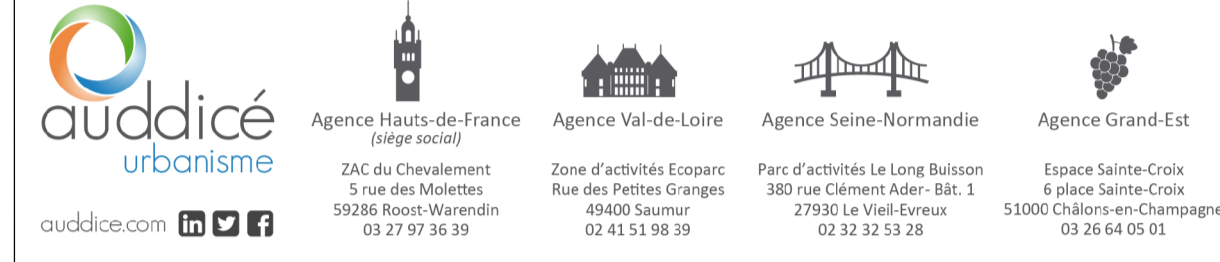 auddicé
urbanisme
auddice.com
Agence Hauts-de-France
(siège social)
ZAC du Chevalement
5 rue des Molettes
59286 Roost-Warendin
03 27 97 36 39
Agence Val-de-Loire
Zone d'activités Ecoparc
Rue des Petites Granges
49400 Saumur
02 41 51 98 39
Agence Seine-Normandie
Parc d'activités Le Long Buisson
380 rue Clément Ader- Bât. 1
27930 Le Vieil-Evreux
02 32 32 53 28
Agence Grand-Est
Espace Sainte-Croix
6 place Sainte-Croix
51000 Châlons-en-Champagne
03 26 64 05 01